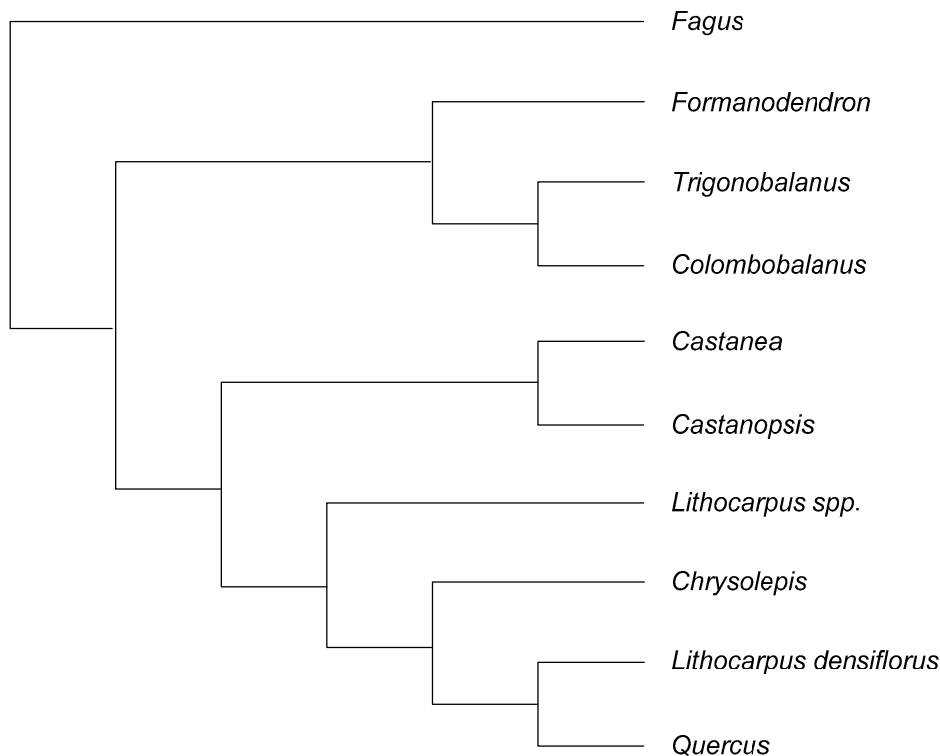 Fagus
Formanodendron
Trigonobalanus
Colombobalanus
Castanea
Castanopsis
Lithocarpus spp.
Chrysolepis
Lithocarpus densiflorus
Quercus